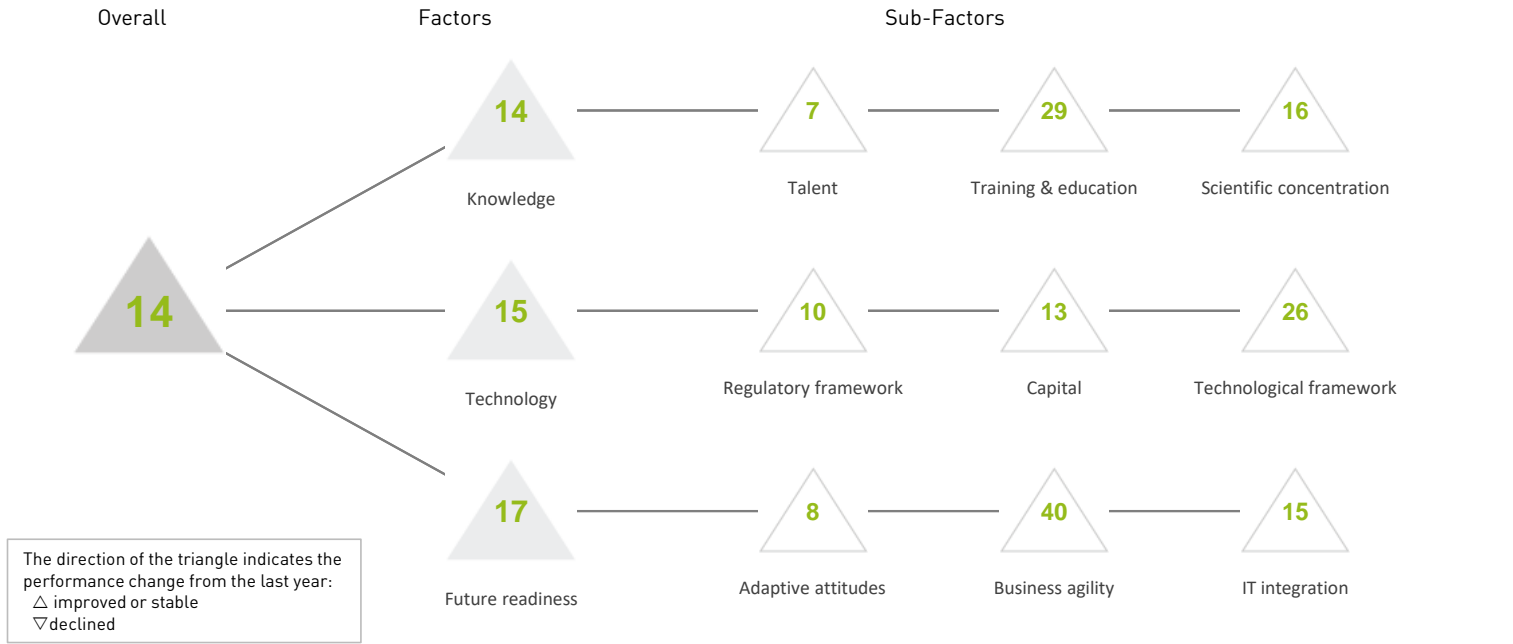 Overall Factors Sub-Factors
14 7 29 16
Knowledge Talent Training & education Scientific concentration
14
15 10 13 26
Technology Regulatory framework Capital Technological framework
17 8 40 15
Future readiness Adaptive attitudes Business agility IT integration
The direction of the triangle indicates the
performance change from the last year:
△ improved or stable
▽declined